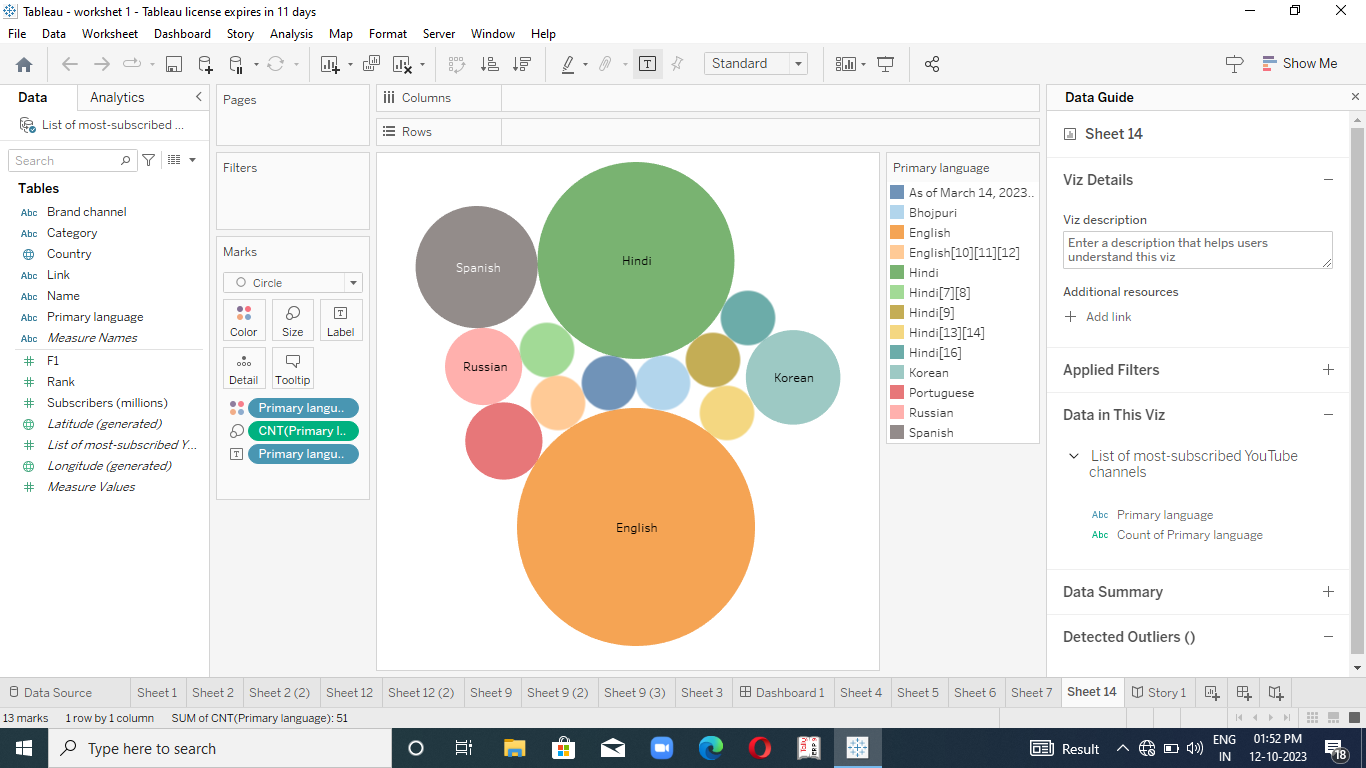 Tableau - workshet 1 - Tableau license expires in 11 days
File Data Worksheet Dashboard Story Analysis Map Format Server Window Help
Standard
Show Me
Data Analytics
List of most-subscribed ...
Search
Tables
Abc Brand channel
Abc Category
Country
Abc Link
Abc Name
Abc Primary language
Abc Measure Names
F1
Rank
Subscribers (millions)
Latitude (generated)
List of most-subscribed Y...
Longitude (generated)
Measure Values
Pages
Filters
Marks
Circle
Color Size Label
Detail Tooltip
Primary langu..
CNT(Primary l..
Primary langu..
Columns
Rows
Hindi
Spanish
Russian
Korean
English
Primary language
As of March 14, 2023..
Bhojpuri
English
English[10][11][12]
Hindi
Hindi[7][8]
Hindi[9]
Hindi[13][14]
Hindi[16]
Korean
Portuguese
Russian
Spanish
Data Guide
Sheet 14
Viz Details
Viz description
Enter a description that helps users
understand this viz
Additional resources
Add link
Applied Filters
Data in This Viz
List of most-subscribed YouTube
channels
Abc Primary language
Abc Count of Primary language
Data Summary
Detected Outliers ()
Data Source Sheet 1 Sheet 2 Sheet 2 (2) Sheet 12 Sheet 12 (2) Sheet 9 Sheet 9 (2) Sheet 9 (3) Sheet 3 Dashboard 1 Sheet 4 Sheet 5 Sheet 6 Sheet 7 Sheet 14 Story 1
13 marks 1 row by 1 column SUM of CNT(Primary language): 51
Type here to search
Result
ENG
IN
01:52 PM
12-10-2023
18